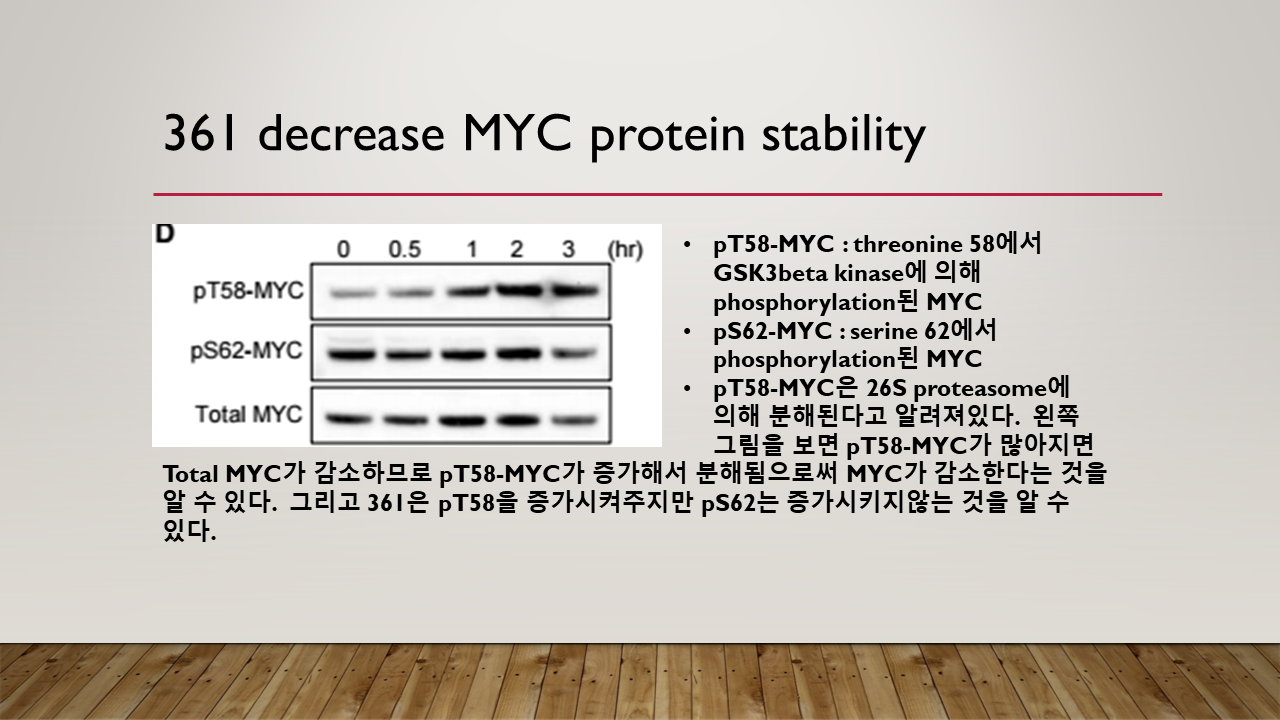 361 decrease MYC protein stability
D
0 0.5 1 2 3 (hr)
pT58-MYC
pS62-MYC
Total MYC
• pT58-MYC : threonine 58에서
GSK3beta kinase에 의해
phosphorylation된 MYC
• pS62-MYC : serine 62에서
phosphorylation된 MYC
• pT58-MYC은 26S proteasome에
의해 분해된다고 알려져있다. 왼쪽
그림을 보면 pT58-MYC가 많아지면
Total MYC가 감소하므로 pT58-MYC가 증가해서 분해됨으로써 MYC가 감소한다는 것을
알 수 있다. 그리고 361은 pT58을 증가시켜주지만 pS62는 증가시키지않는 것을 알 수
있다.